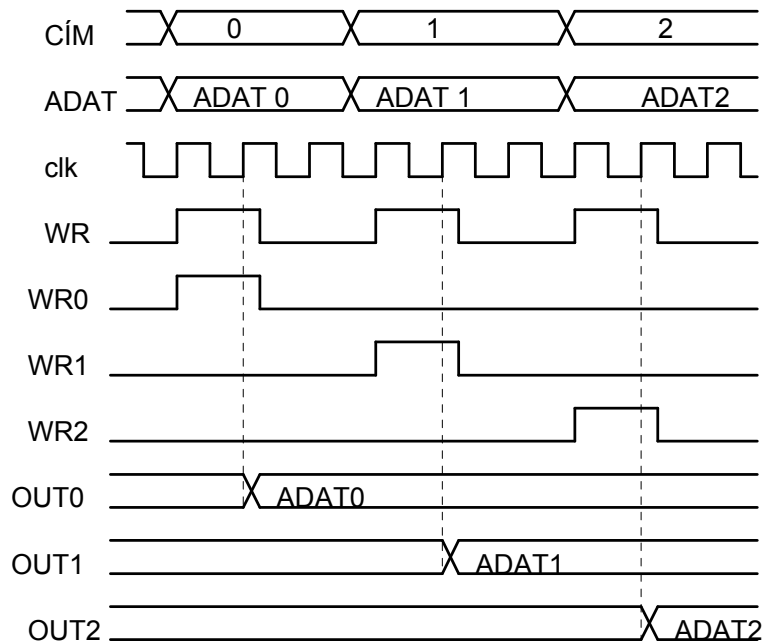 CÍM 0 1 2
ADAT ADAT 0 ADAT 1 ADAT2
clk
WR
WR0
WR1
WR2
OUT0 ADAT0
OUT1 ADAT1
OUT2 ADAT2